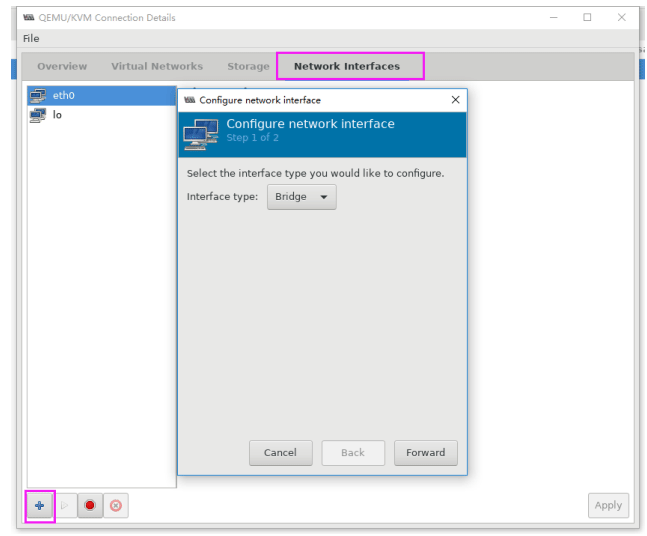 QEMU/KVM Connection Details
File
Overview Virtual Networks Storage Network Interfaces
eth0
lo
Configure network interface
Configure network interface
Step 1 of 2
Select the interface type you would like to configure.
Interface type: Bridge
Cancel Back Forward
Apply